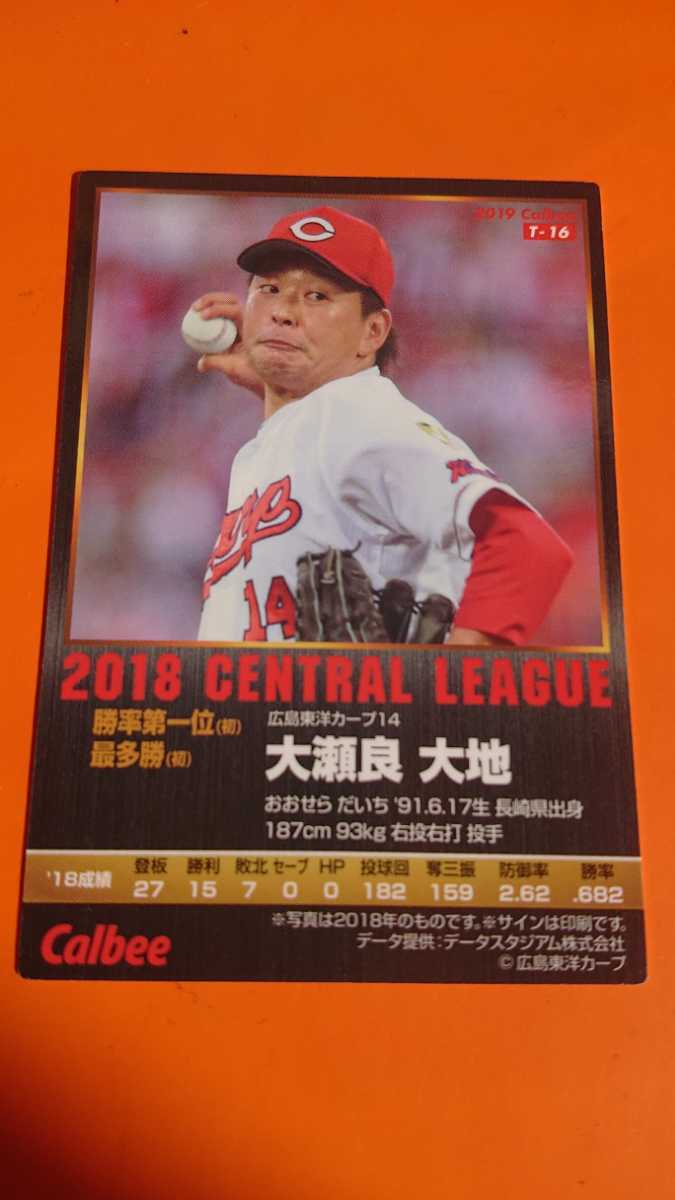 2019 Calbee
T-16
C
Carp
14
2018 CENTRAL LEAGUE
勝率第一位(初)
最多勝(初)
広島東洋カープ14
大瀬良 大地
おおせら だいち '91.6.17生 長崎県出身
187cm 93kg 右投右打 投手
'18成績 登板 勝利 敗北 セーブ HP 投球回 奪三振 防御率 勝率
27 15 7 0 0 182 159 2.62 .682
※写真は2018年のものです。※サインは印刷です。
データ提供:データスタジアム株式会社
Calbee
© 広島東洋カープ